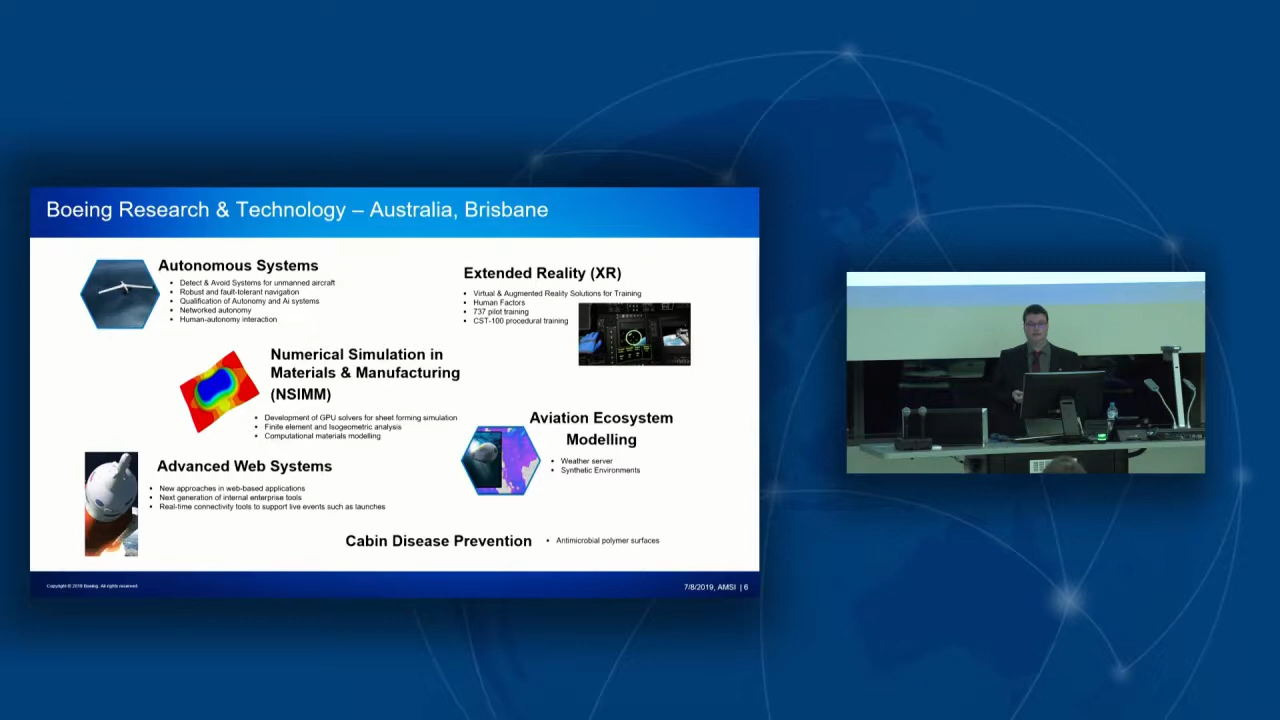 Boeing Research & Technology – Australia, Brisbane
Autonomous Systems
• Detect & Avoid Systems for unmanned aircraft
• Robust and fault-tolerant navigation
• Qualification of Autonomy and Ai systems
• Networked autonomy
• Human-autonomy interaction
Extended Reality (XR)
• Virtual & Augmented Reality Solutions for Training
• Human Factors
• 737 pilot training
• CST-100 procedural training
Numerical Simulation in
Materials & Manufacturing
(NSIMM)
• Development of GPU solvers for sheet forming simulation
• Finite element and Isogeometric analysis
• Computational materials modelling
Aviation Ecosystem
Modelling
• Weather server
• Synthetic Environments
Advanced Web Systems
• New approaches in web-based applications
• Next generation of internal enterprise tools
• Real-time connectivity tools to support live events such as launches
Cabin Disease Prevention
• Antimicrobial polymer surfaces
Copyright © 2019 Boeing. All rights reserved.
7/8/2019, AMSI | 6